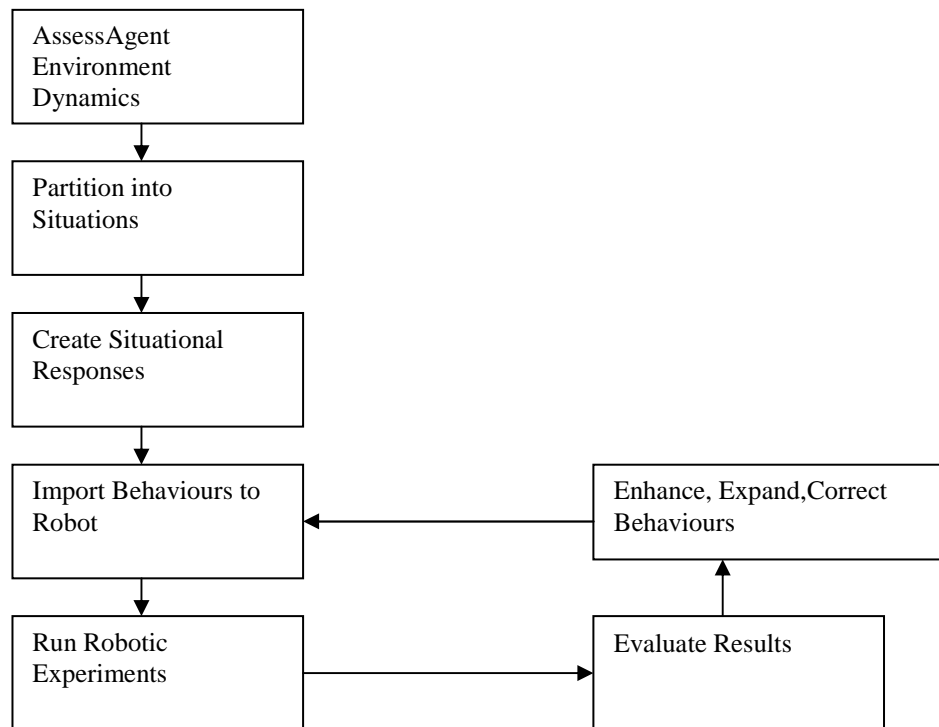 AssessAgent
Environment
Dynamics
Partition into
Situations
Create Situational
Responses
Import Behaviours to
Robot
Enhance, Expand,Correct
Behaviours
Run Robotic
Experiments
Evaluate Results